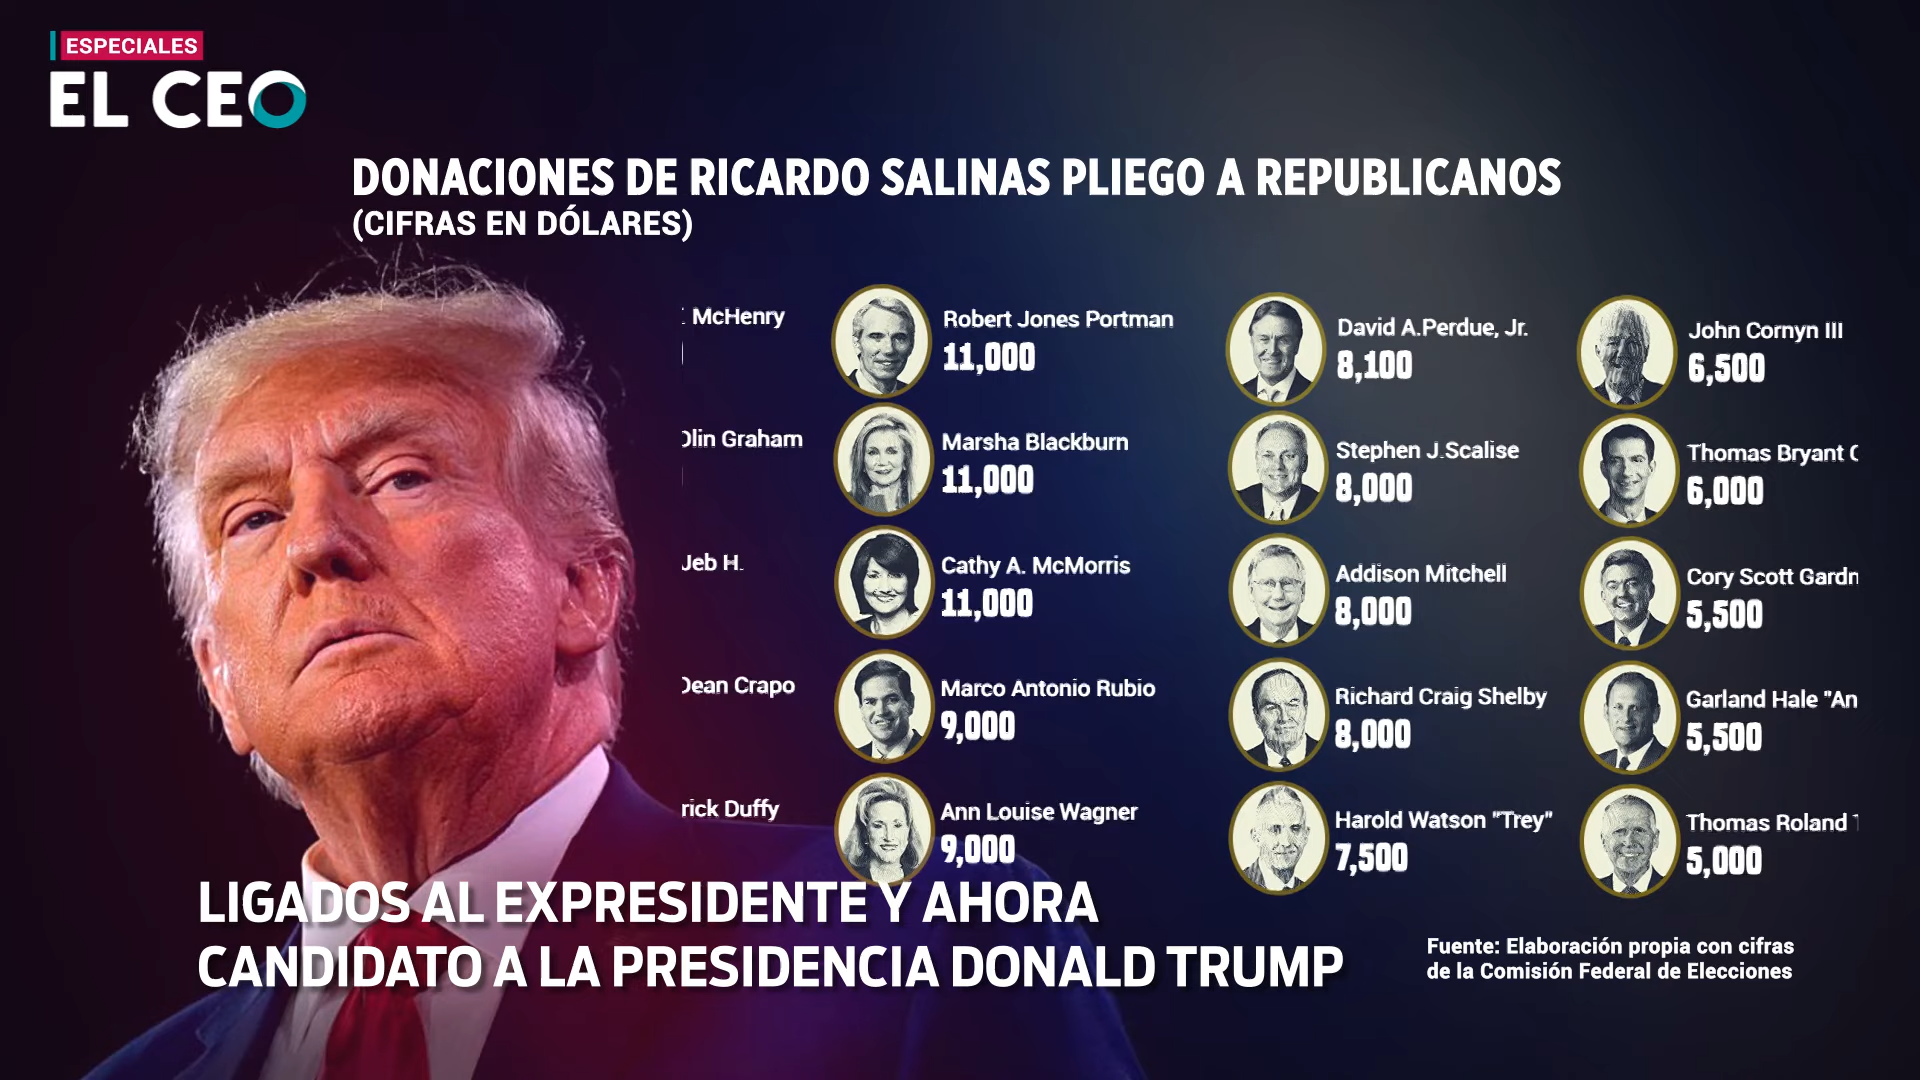 ESPECIALES
EL CEO
DONACIONES DE RICARDO SALINAS PLIEGO A REPUBLICANOS
(CIFRAS EN DÓLARES)
McHenry
Olin Graham
Jeb H.
Dean Crapo
rick Duffy
Robert Jones Portman
11,000
Marsha Blackburn
11,000
Cathy A. McMorris
11,000
Marco Antonio Rubio
9,000
Ann Louise Wagner
9,000
David A.Perdue, Jr.
8,100
Stephen J.Scalise
8,000
Addison Mitchell
8,000
Richard Craig Shelby
8,000
Harold Watson "Trey"
7,500
John Cornyn III
6,500
Thomas Bryant
6,000
Cory Scott Gardn
5,500
Garland Hale "An
5,500
Thomas Roland
5,000
LIGADOS AL EXPRESIDENTE Y AHORA
CANDIDATO A LA PRESIDENCIA DONALD TRUMP
Fuente: Elaboración propia con cifras
de la Comisión Federal de Elecciones